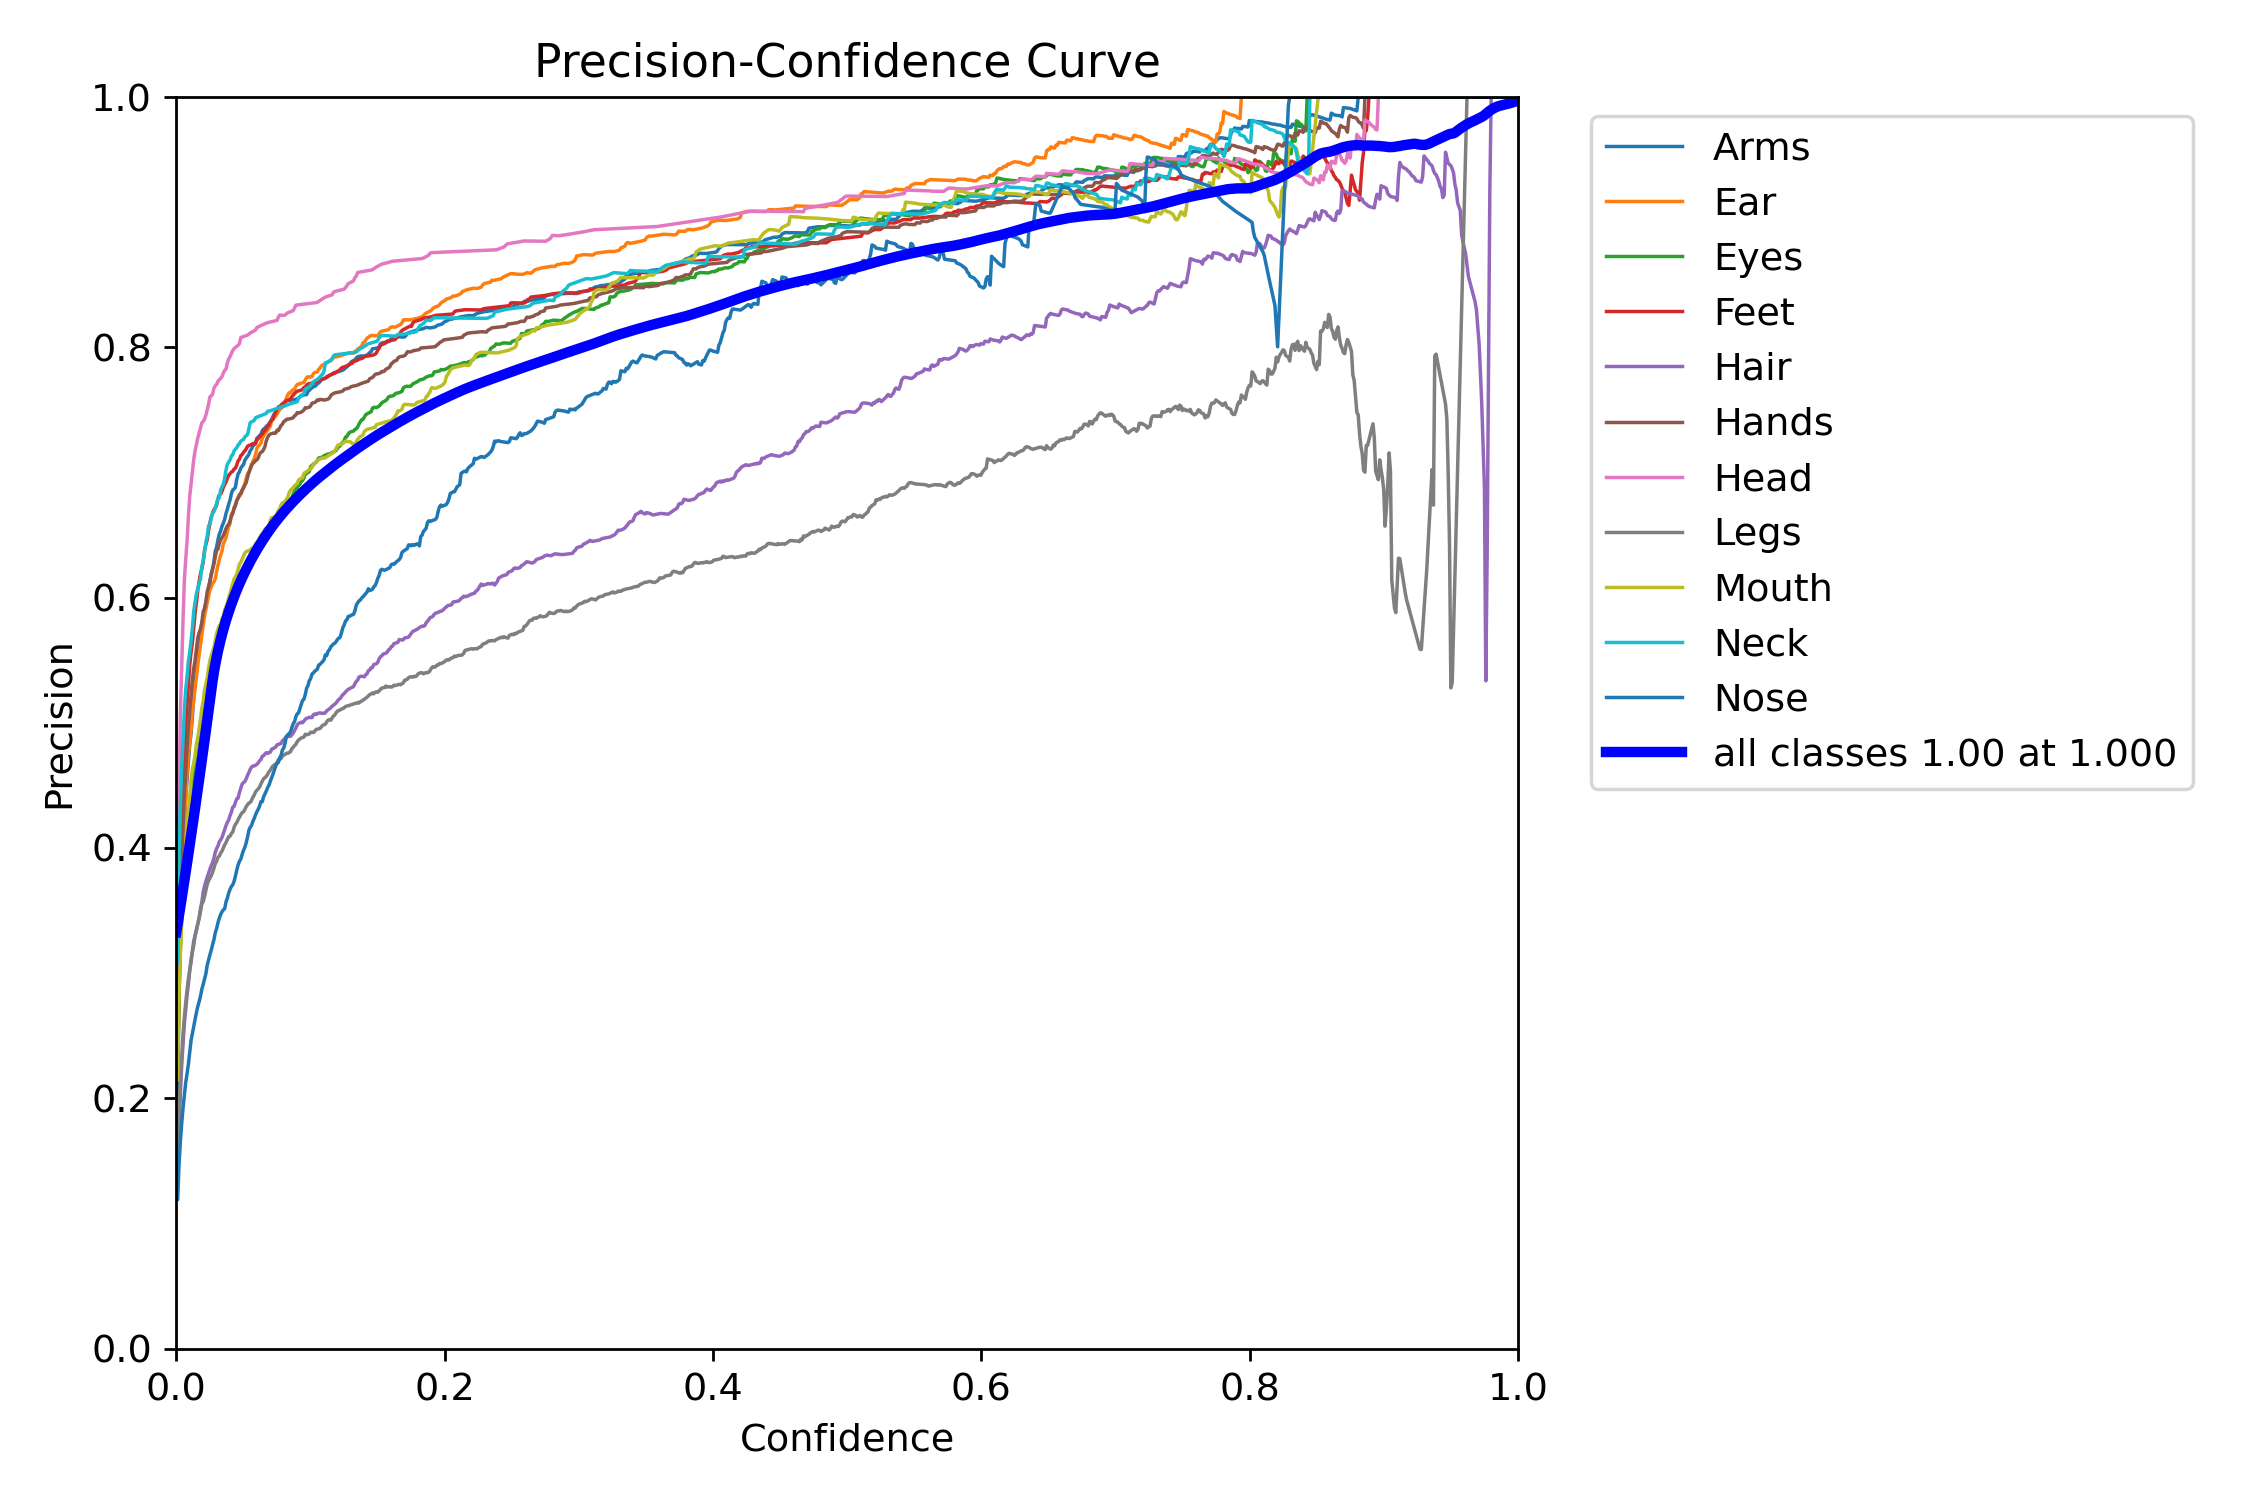 Precision-Confidence Curve
1.0
0.8
0.6
0.4
0.2
0.0
Precision
0.0 0.2 0.4 0.6 0.8 1.0
Confidence
Arms
Ear
Eyes
Feet
Hair
Hands
Head
Legs
Mouth
Neck
Nose
all classes 1.00 at 1.000